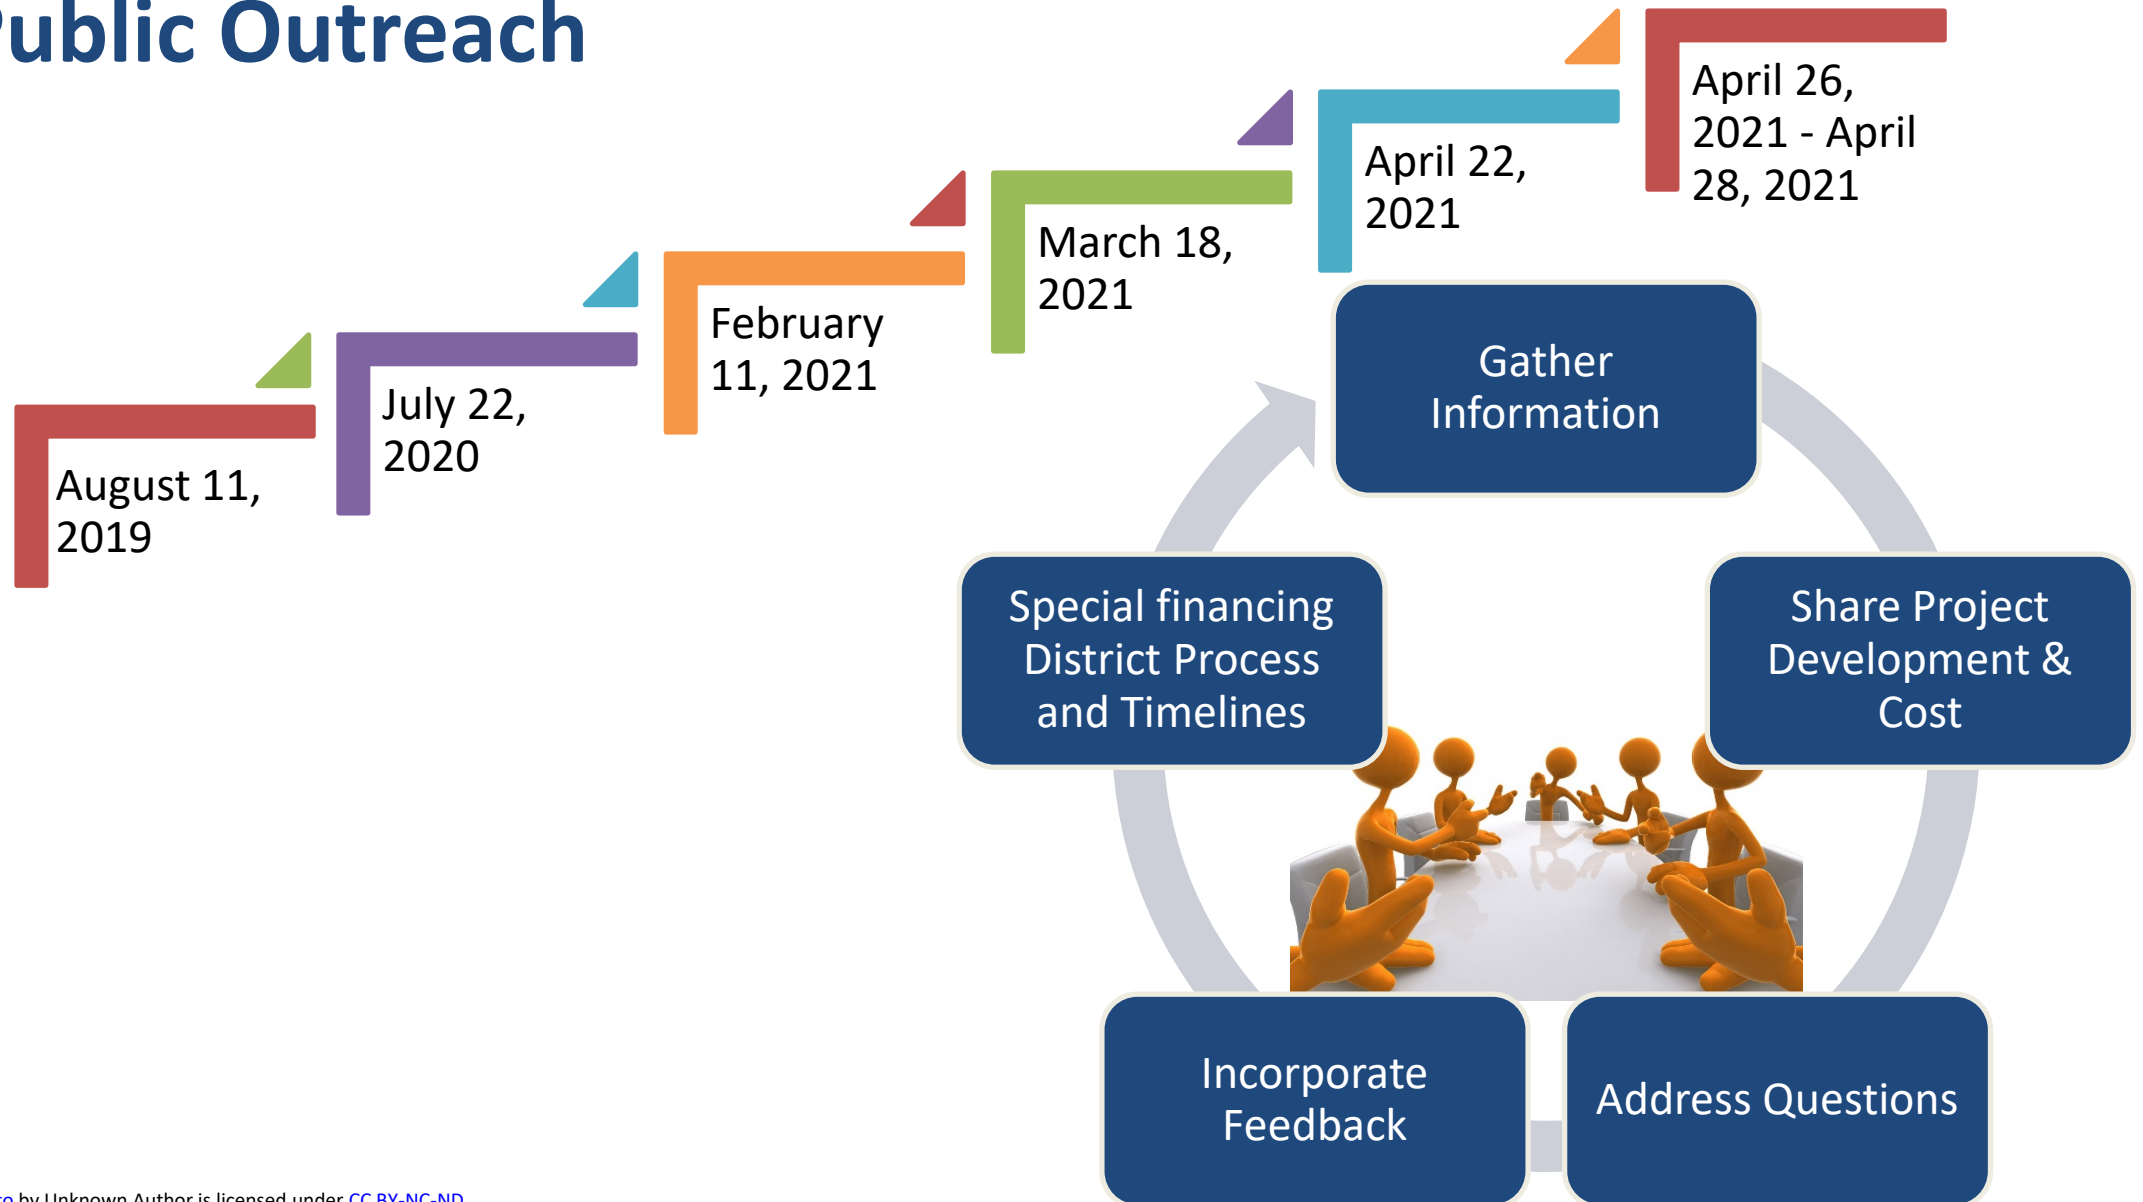 Public Outreach
August 11,
2019
July 22,
2020
February
11, 2021
March 18,
2021
April 22,
2021
April 26,
2021 - April
28, 2021
Gather
Information
Share Project
Development &
Cost
Address Questions
Incorporate
Feedback
Special financing
District Process
and Timelines
by Unknown Author is licensed under CC BY-NC-ND